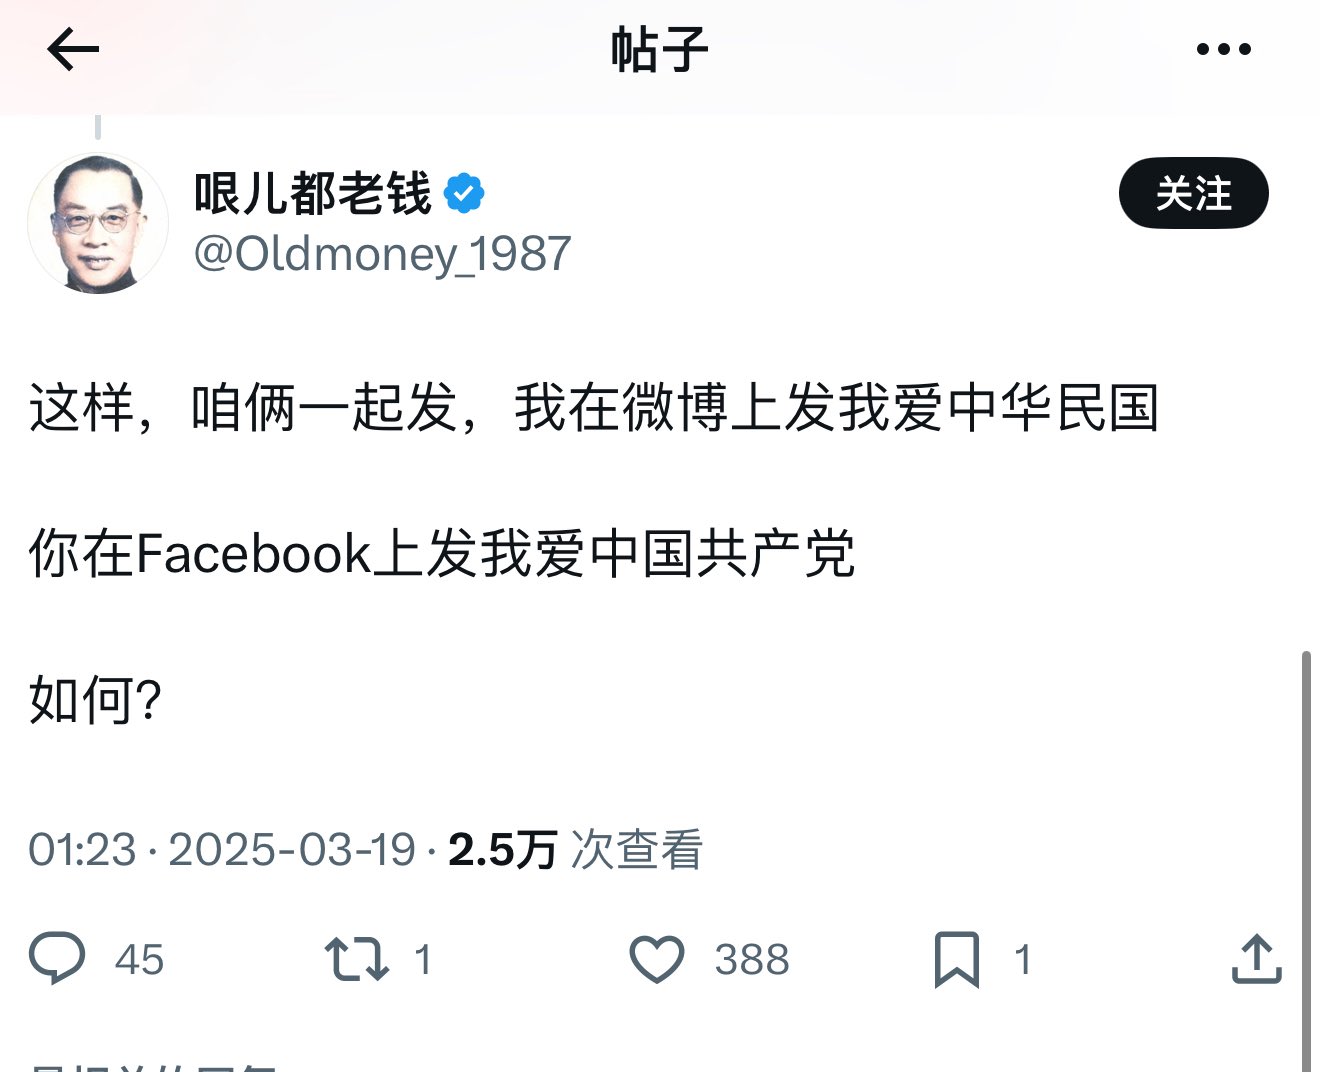 帖子
哏儿都老钱
@Oldmoney_1987
关注
这样，咱俩一起发，我在微博上发我爱中华民国
你在Facebook上发我爱中国共产党
如何？
01:23 · 2025-03-19 · 2.5万 次查看
45 1 388 1